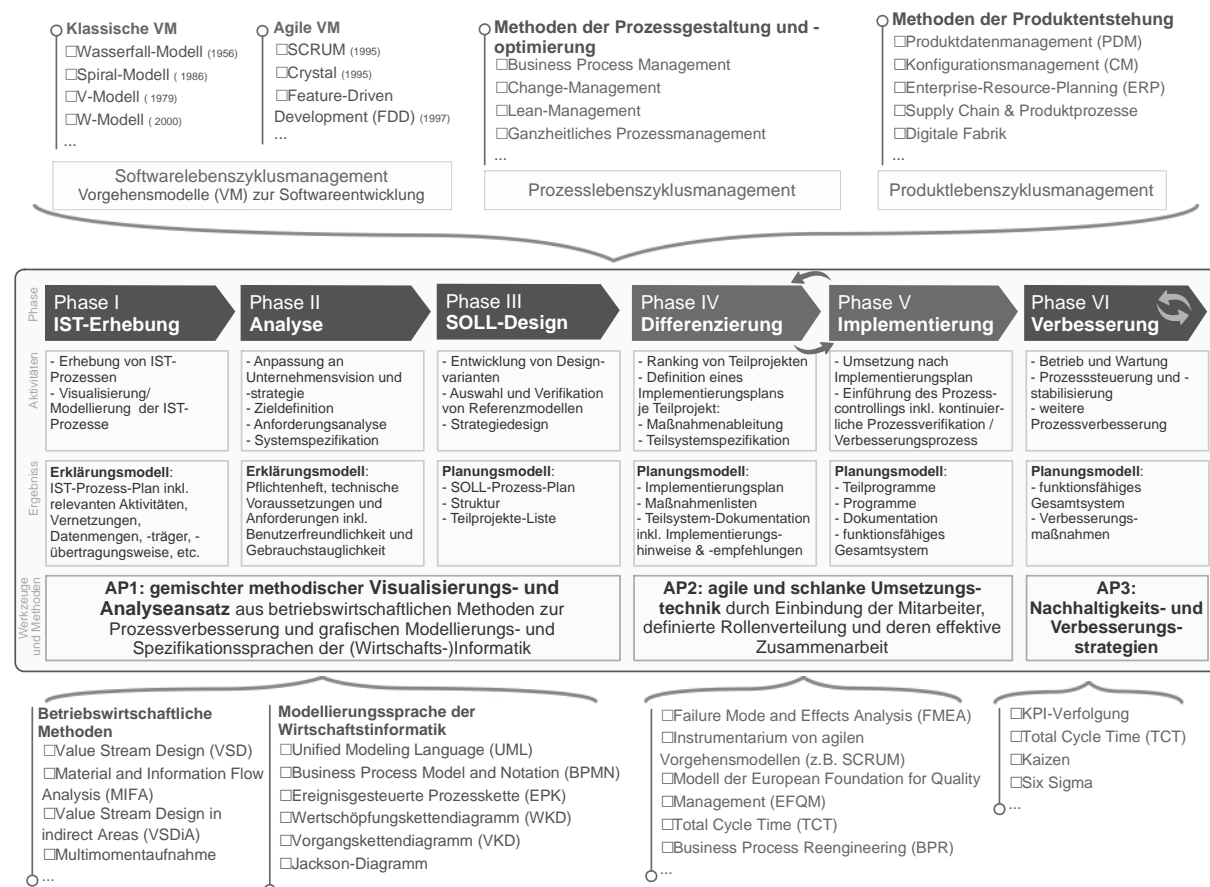 Klassische VM
☐Wasserfall-Modell (1956)
☐Spiral-Modell ( 1986)
☐V-Modell ( 1979)
☐W-Modell ( 2000)
...
Agile VM
☐SCRUM (1995)
☐Crystal (1995)
☐Feature-Driven
Development (FDD) (1997)
...
Softwarelebenszyklusmanagement
Vorgehensmodelle (VM) zur Softwareentwicklung
Methoden der Prozessgestaltung und -
optimierung
☐Business Process Management
☐Change-Management
☐Lean-Management
☐Ganzheitliches Prozessmanagement
...
Prozesslebenszyklusmanagement
Methoden der Produktentstehung
☐Produktdatenmanagement (PDM)
☐Konfigurationsmanagement (CM)
☐Enterprise-Resource-Planning (ERP)
☐Supply Chain & Produktprozesse
☐Digitale Fabrik
...
Produktlebenszyklusmanagement
Phase
Phase I
IST-Erhebung
Phase II
Analyse
Phase III
SOLL-Design
Phase IV
Differenzierung
Phase V
Implementierung
Phase VI
Verbesserung
Aktivitäten
- Erhebung von IST-
Prozessen
- Visualisierung/
Modellierung der IST-
Prozesse
- Anpassung an
Unternehmensvision und
-strategie
- Zieldefinition
- Anforderungsanalyse
- Systemspezifikation
- Entwicklung von Design-
varianten
- Auswahl und Verifikation
von Referenzmodellen
- Strategiedesign
- Ranking von Teilprojekten
- Definition eines
Implementierungsplans
je Teilprojekt:
- Maßnahmenableitung
- Teilsystemspezifikation
- Umsetzung nach
Implementierungsplan
- Einführung des Prozess-
controllings inkl. kontinuier-
liche Prozessverifikation /
Verbesserungsprozess
- Betrieb und Wartung
- Prozesssteuerung und -
stabilisierung
- weitere
Prozessverbesserung
Ergebniss
Erklärungsmodell:
IST-Prozess-Plan inkl.
relevanten Aktivitäten,
Vernetzungen,
Datenmengen, -träger, -
übertragungsweise, etc.
Erklärungsmodell:
Pflichtenheft, technische
Voraussetzungen und
Anforderungen inkl.
Benutzerfreundlichkeit und
Gebrauchstauglichkeit
Planungsmodell:
- SOLL-Prozess-Plan
- Struktur
- Teilprojekte-Liste
Planungsmodell:
- Implementierungsplan
- Maßnahmenlisten
- Teilsystem-Dokumentation
inkl. Implementierungs-
hinweise & -empfehlungen
Planungsmodell:
- Teilprogramme
- Programme
- Dokumentation
- funktionsfähiges
Gesamtsystem
Planungsmodell:
- funktionsfähiges
Gesamtsystem
- Verbesserungs-
maßnahmen
Werkzeuge
und Methoden
AP1: gemischter methodischer Visualisierungs- und
Analyseansatz aus betriebswirtschaftlichen Methoden zur
Prozessverbesserung und grafischen Modellierungs- und
Spezifikationssprachen der (Wirtschafts-)Informatik
AP2: agile und schlanke Umsetzungs-
technik durch Einbindung der Mitarbeiter,
definierte Rollenverteilung und deren effektive
Zusammenarbeit
AP3:
Nachhaltigkeits- und
Verbesserungs-
strategien
Betriebswirtschaftliche
Methoden
☐Value Stream Design (VSD)
☐Material and Information Flow
Analysis (MIFA)
☐Value Stream Design in
indirect Areas (VSDiA)
☐Multimomentaufnahme
...
Modellierungssprache der
Wirtschaftsinformatik
☐Unified Modeling Language (UML)
☐Business Process Model and Notation (BPMN)
☐Ereignisgesteuerte Prozesskette (EPK)
☐Wertschöpfungskettendiagramm (WKD)
☐Vorgangskettendiagramm (VKD)
☐Jackson-Diagramm
...
☐Failure Mode and Effects Analysis (FMEA)
☐Instrumentarium von agilen
Vorgehensmodellen (z.B. SCRUM)
☐Modell der European Foundation for Quality
☐Management (EFQM)
☐Total Cycle Time (TCT)
☐Business Process Reengineering (BPR)
...
☐KPI-Verfolgung
☐Total Cycle Time (TCT)
☐Kaizen
☐Six Sigma
...